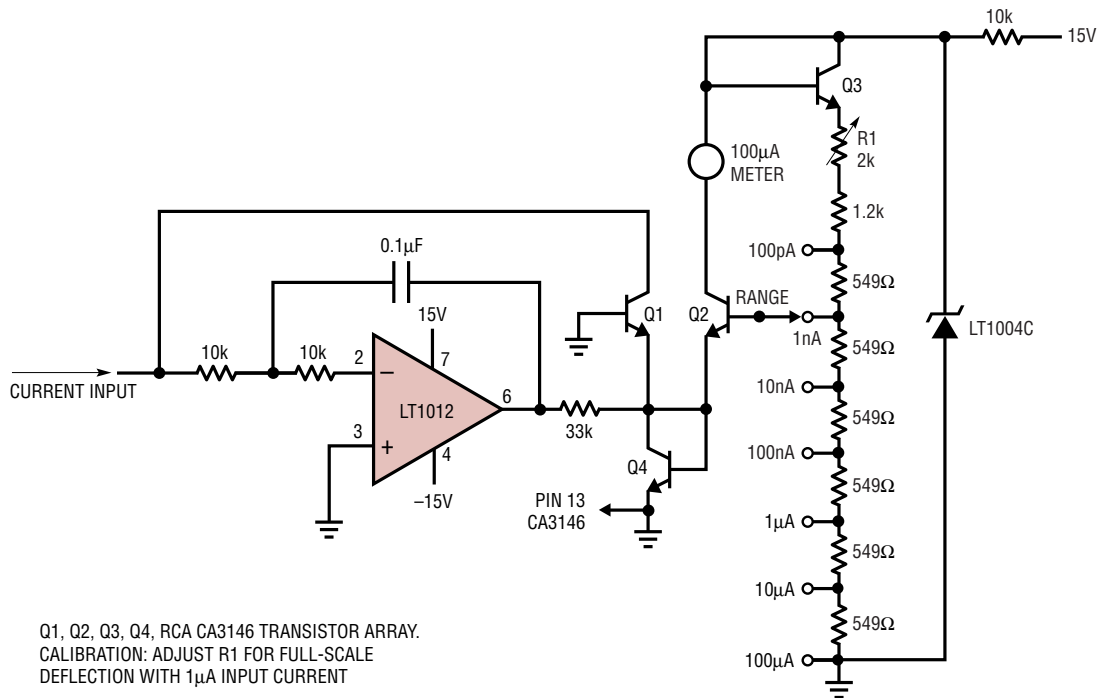 10k
15V
Q3
R1
2k
100µA
METER
1.2k
0.1µF
100pA
549Ω
15V
Q1
Q2
RANGE
1nA
LT1004C
10k
10k
2
7
549Ω
CURRENT INPUT
LT1012
6
10nA
33k
549Ω
3
4
100nA
Q4
549Ω
–15V
PIN 13
CA3146
1µA
549Ω
10µA
549Ω
100µA
Q1, Q2, Q3, Q4, RCA CA3146 TRANSISTOR ARRAY.
CALIBRATION: ADJUST R1 FOR FULL-SCALE
DEFLECTION WITH 1µA INPUT CURRENT